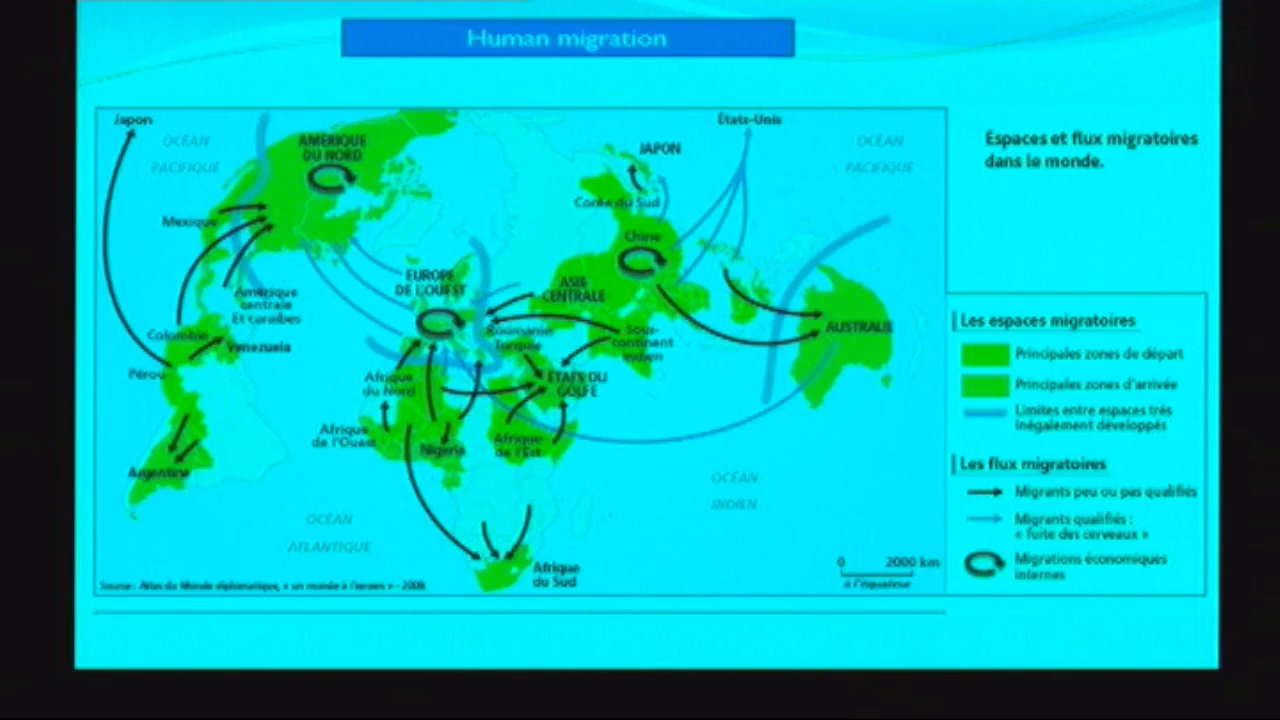 Human migration
Espaces et flux migratoires
dans le monde.
Japon
OCÉAN
PACIFIQUE
AMÉRIQUE
DU NORD
Mexique
Amérique
centrale
Et caraïbes
Colombie
Venezuela
Pérou
Argentine
OCÉAN
ATLANTIQUE
EUROPE
DE L'OUEST
Roumanie
Turquie
ASIE
CENTRALE
Sous-
continent
indien
Afrique
du Nord
ÉTATS DU
GOLFE
Afrique
de l'Ouest
Nigeria
Afrique
de l'Est
Afrique
du Sud
JAPON
Corée du Sud
Chine
États-Unis
OCÉAN
PACIFIQUE
AUSTRALIE
OCÉAN
INDIEN
0 2000 km
à l'équateur
Source : Atlas du Monde diplomatique, « un monde à l'envers » - 2009.
Les espaces migratoires
Principales zones de départ
Principales zones d'arrivée
Limites entre espaces très
inégalement développés
Les flux migratoires
Migrants peu ou pas qualifiés
Migrants qualifiés :
« fuite des cerveaux »
Migrations économiques
internes